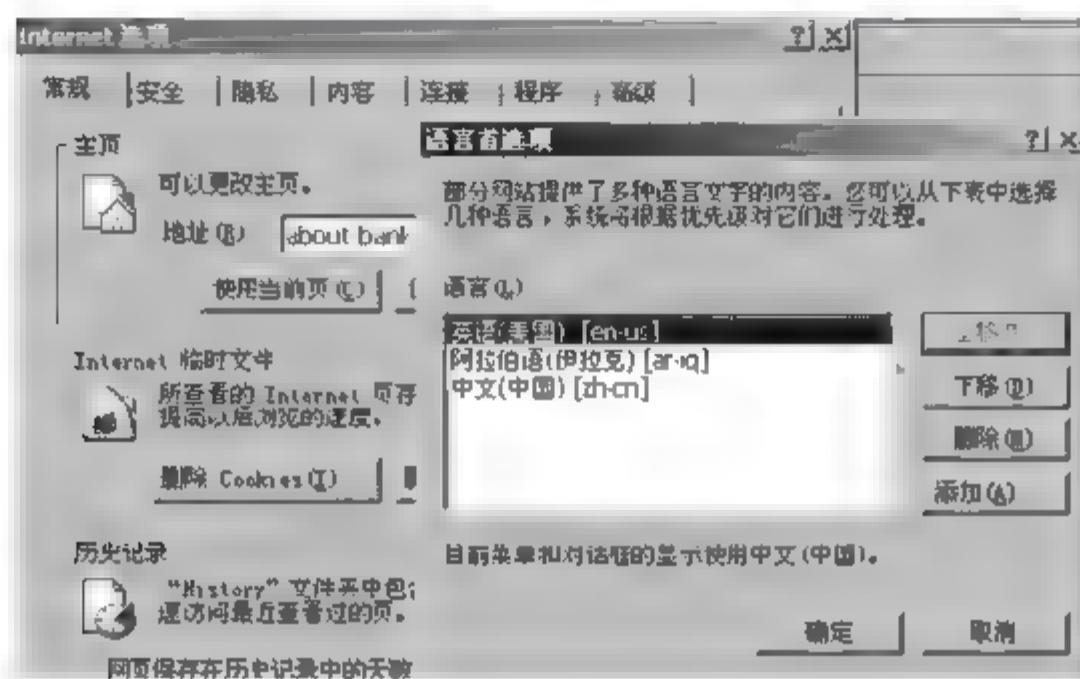 Internet 选项
常规 安全 隐私 内容 连接 程序 高级
主页
可以更改主页。
地址(R) about bank
使用当前页(C)
Internet 临时文件
所查看的 Internet 页存
提高以后浏览的速度。
删除 Cookies(I)
历史记录
"History" 文件夹中包含
速访问最近查看过的页。
网页保存在历史记录中的天数
语言首选项
部分网站提供了多种语言文字的内容。您可以从下表中选择
几种语言，系统将根据优先级对它们进行处理。
语言(L)
英语(美国) [en-us]
阿拉伯语(伊拉克) [ar-iq]
中文(中国) [zh-cn]
上移
下移(D)
删除(R)
添加(A)
目前菜单和对话框的显示使用中文(中国)。
确定 取消